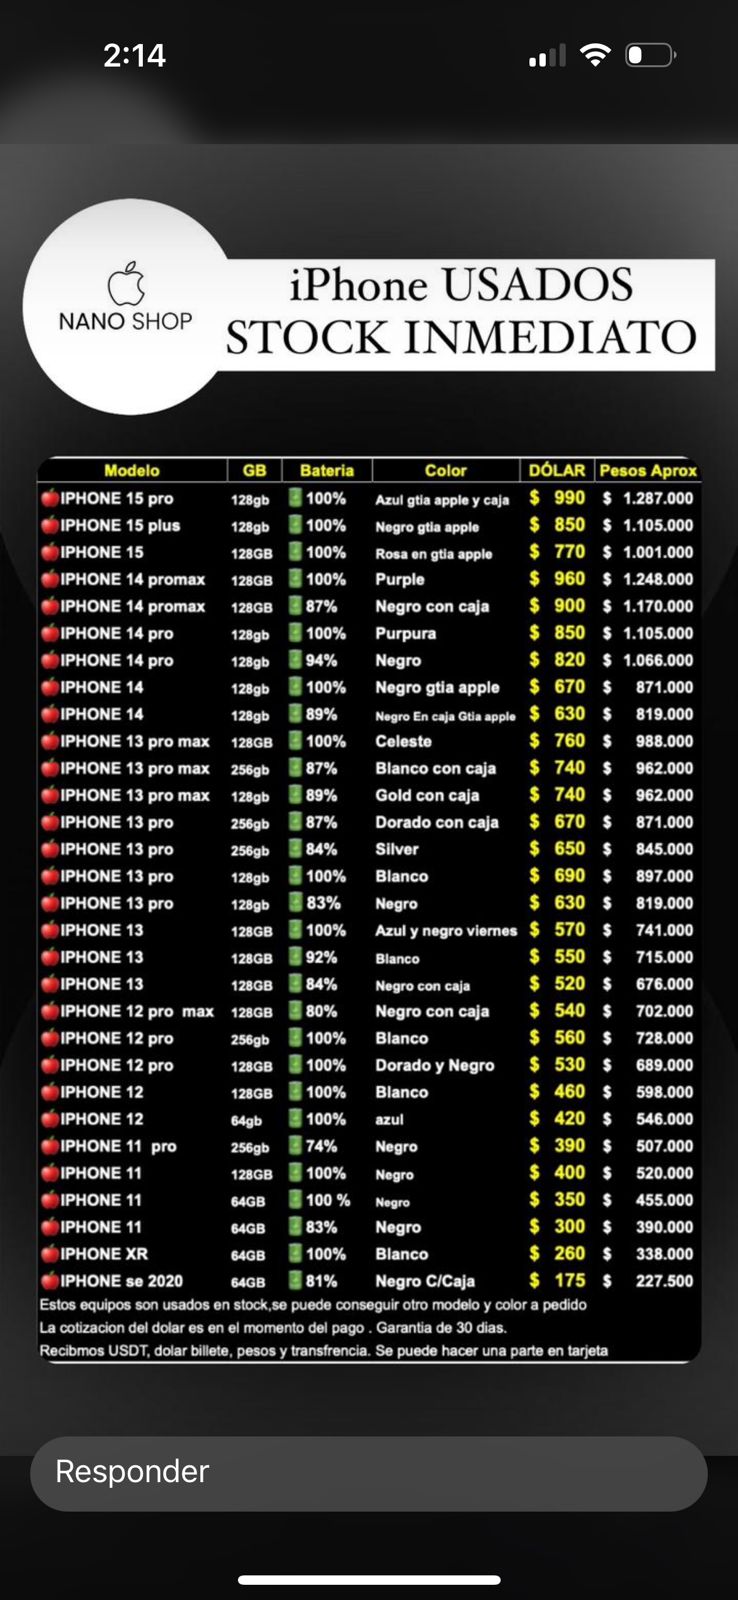 2:14
NANO SHOP
iPhone USADOS
STOCK INMEDIATO
Modelo GB Bateria Color DÓLAR Pesos Aprox
IPHONE 15 pro 128gb 100% Azul gtia apple y caja $ 990 $ 1.287.000
IPHONE 15 plus 128gb 100% Negro gtia apple $ 850 $ 1.105.000
IPHONE 15 128GB 100% Rosa en gtia apple $ 770 $ 1.001.000
IPHONE 14 promax 128GB 100% Purple $ 960 $ 1.248.000
IPHONE 14 promax 128GB 87% Negro con caja $ 900 $ 1.170.000
IPHONE 14 pro 128gb 100% Purpura $ 850 $ 1.105.000
IPHONE 14 pro 128gb 94% Negro $ 820 $ 1.066.000
IPHONE 14 128gb 100% Negro gtia apple $ 670 $ 871.000
IPHONE 14 128gb 89% Negro En caja Gtia apple $ 630 $ 819.000
IPHONE 13 pro max 128GB 100% Celeste $ 760 $ 988.000
IPHONE 13 pro max 256gb 87% Blanco con caja $ 740 $ 962.000
IPHONE 13 pro max 128gb 89% Gold con caja $ 740 $ 962.000
IPHONE 13 pro 256gb 87% Dorado con caja $ 670 $ 871.000
IPHONE 13 pro 256gb 84% Silver $ 650 $ 845.000
IPHONE 13 pro 128gb 100% Blanco $ 690 $ 897.000
IPHONE 13 pro 128gb 83% Negro $ 630 $ 819.000
IPHONE 13 128GB 100% Azul y negro viernes $ 570 $ 741.000
IPHONE 13 128GB 92% Blanco $ 550 $ 715.000
IPHONE 13 128GB 84% Negro con caja $ 520 $ 676.000
IPHONE 12 pro max 128GB 80% Negro con caja $ 540 $ 702.000
IPHONE 12 pro 256gb 100% Blanco $ 560 $ 728.000
IPHONE 12 pro 128GB 100% Dorado y Negro $ 530 $ 689.000
IPHONE 12 128GB 100% Blanco $ 460 $ 598.000
IPHONE 12 64gb 100% azul $ 420 $ 546.000
IPHONE 11 pro 256gb 74% Negro $ 390 $ 507.000
IPHONE 11 128GB 100% Negro $ 400 $ 520.000
IPHONE 11 64GB 100 % Negro $ 350 $ 455.000
IPHONE 11 64GB 83% Negro $ 300 $ 390.000
IPHONE XR 64GB 100% Blanco $ 260 $ 338.000
IPHONE se 2020 64GB 81% Negro C/Caja $ 175 $ 227.500
Estos equipos son usados en stock,se puede conseguir otro modelo y color a pedido
La cotizacion del dolar es en el momento del pago . Garantia de 30 dias.
Recibmos USDT, dolar billete, pesos y transfrencia. Se puede hacer una parte en tarjeta
Responder